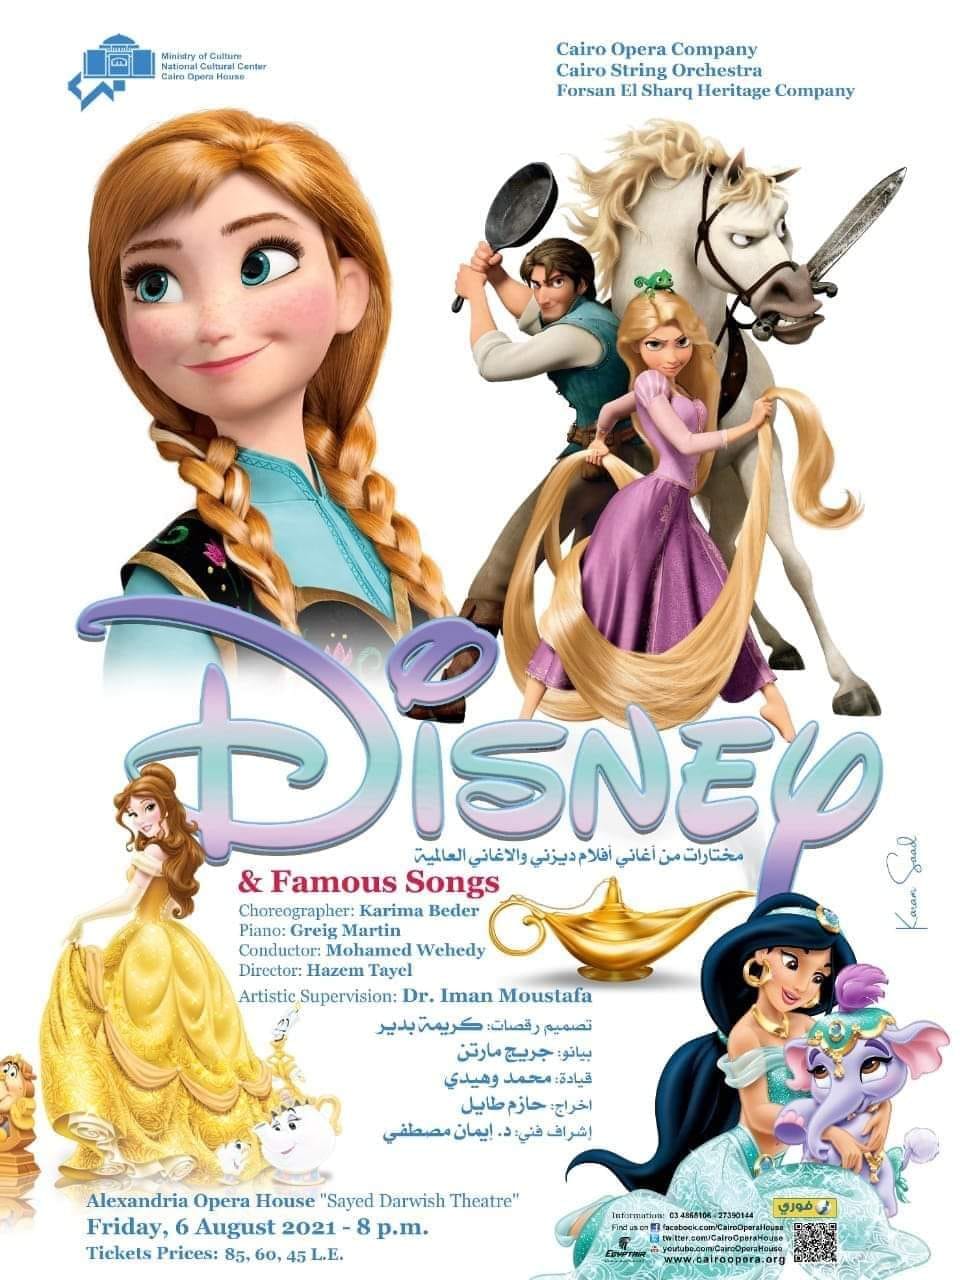 Ministry of Culture
National Cultural Center
Cairo Opera House
Cairo Opera Company
Cairo String Orchestra
Forsan El Sharq Heritage Company
DISNEY
مختارات من أغاني أفلام ديزني والاغاني العالمية
& Famous Songs
Choreographer: Karima Beder
Piano: Greig Martin
Conductor: Mohamed Wehedy
Director: Hazem Tayel
Artistic Supervision: Dr. Iman Moustafa
تصميم رقصات: كريمة بدير
بيانو: جريج مارتن
قيادة: محمد وهيدي
اخراج: حازم طايل
إشراف فني: د. إيمان مصطفي
Karan Saad
Alexandria Opera House "Sayed Darwish Theatre"
Friday, 6 August 2021 - 8 p.m.
Tickets Prices: 85, 60, 45 L.E.
فوري
Information: 03 4868106 - 27390144
Find us on facebook.com/CairoOperaHouse
twitter.com/CairoOperaHouse
youtube.com/CairoOperaHouse
EGYPTAIR
www.cairoopera.org